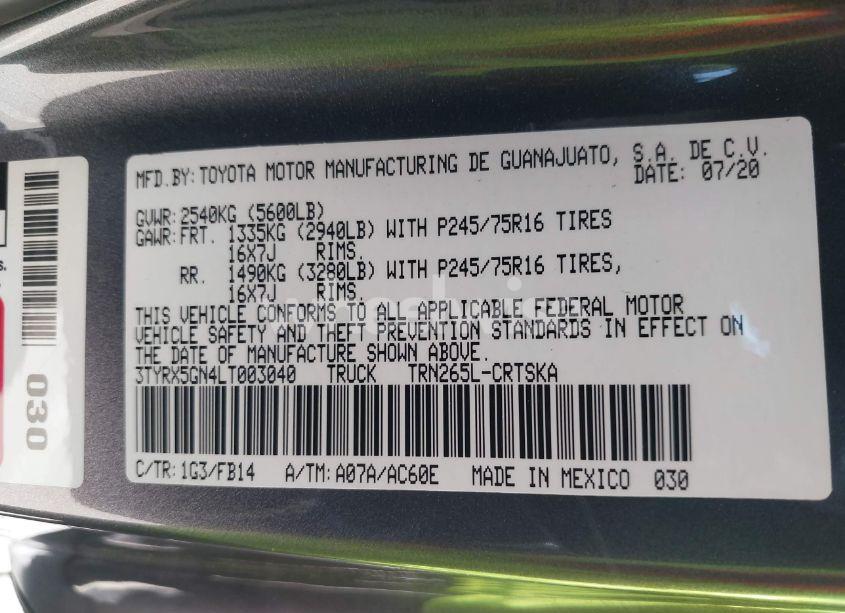 MFD.BY: TOYOTA MOTOR MANUFACTURING DE GUANAJUATO, S.A. DE C.V.
DATE: 07/20
GVWR: 2540KG (5600LB)
GAWR: FRT. 1335KG (2940LB) WITH P245/75R16 TIRES
16X7J RIMS.
RR. 1490KG (3280LB) WITH P245/75R16 TIRES,
16X7J RIMS.
THIS VEHICLE CONFORMS TO ALL APPLICABLE FEDERAL MOTOR
VEHICLE SAFETY AND THEFT PREVENTION STANDARDS IN EFFECT ON
THE DATE OF MANUFACTURE SHOWN ABOVE.
3TYRX5GN4LT003040 TRUCK TRN265L-CRTSKA
C/TR: 1G3/FB14 A/TM: A07A/AC60E MADE IN MEXICO 030
030
s.